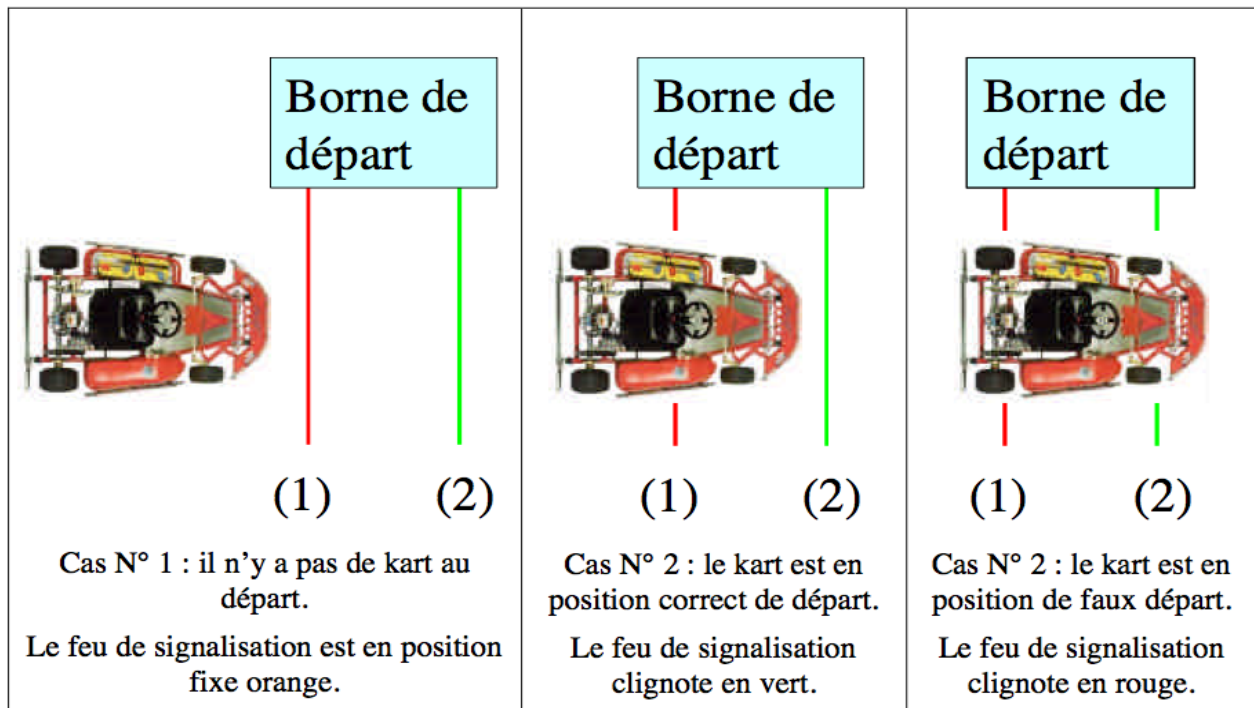 Borne de
départ
(1) (2)
Cas N° 1 : il n'y a pas de kart au
départ.
Le feu de signalisation est en position
fixe orange.
Borne de
départ
(1) (2)
Cas N° 2 : le kart est en
position correct de départ.
Le feu de signalisation
clignote en vert.
Borne de
départ
(1) (2)
Cas N° 2 : le kart est en
position de faux départ.
Le feu de signalisation
clignote en rouge.